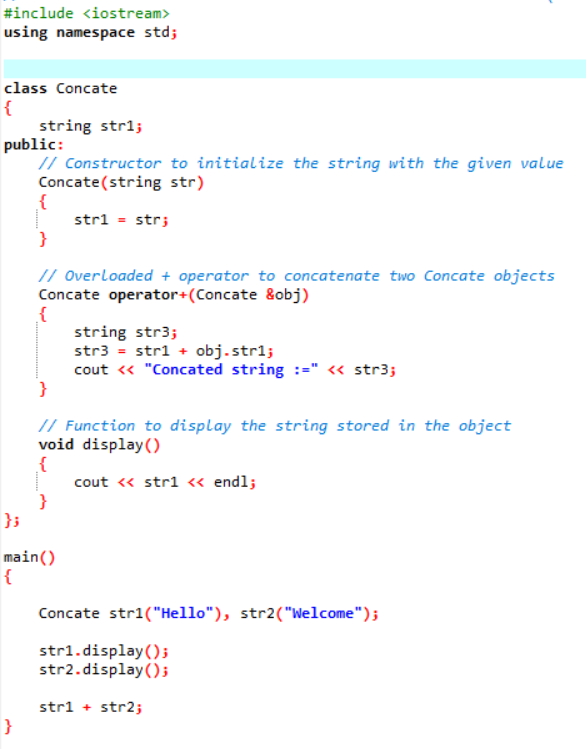 #include <iostream>
using namespace std;
class Concate
{
    string str1;
public:
    // Constructor to initialize the string with the given value
    Concate(string str)
    {
        str1 = str;
    }
    // Overloaded + operator to concatenate two Concate objects
    Concate operator+(Concate &obj)
    {
        string str3;
        str3 = str1 + obj.str1;
        cout << "Concated string :=" << str3;
    }
    // Function to display the string stored in the object
    void display()
    {
        cout << str1 << endl;
    }
};
main()
{
    Concate str1("Hello"), str2("Welcome");
    str1.display();
    str2.display();
    str1 + str2;
}